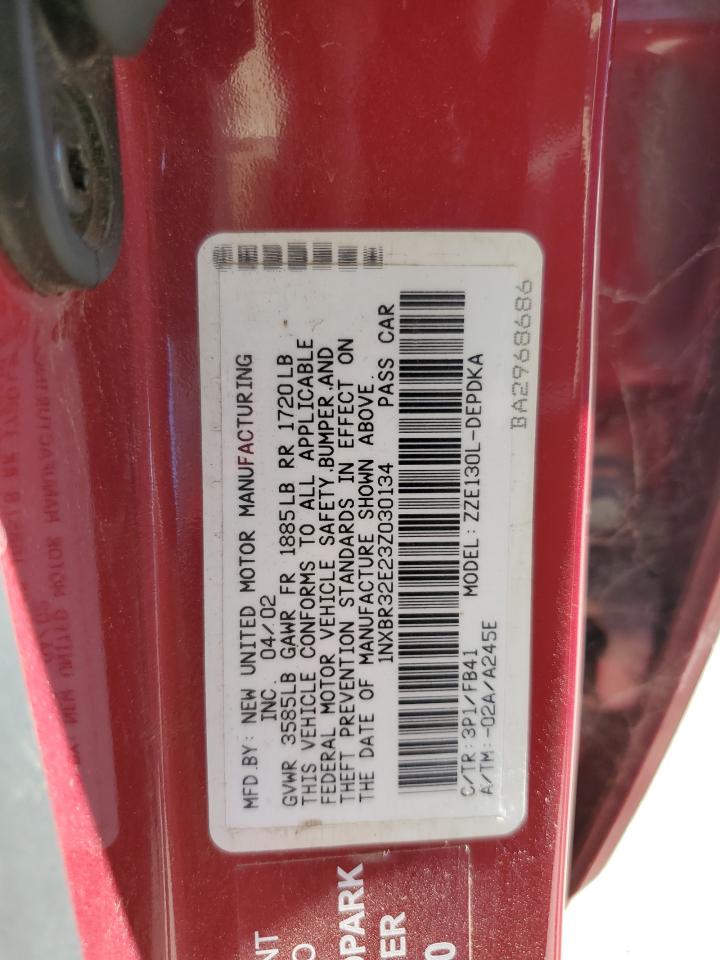 MFD.BY: NEW UNITED MOTOR MANUFACTURING
INC. 04/02
GVWR 3585LB GAWR FR 1885LB RR 1720LB
THIS VEHICLE CONFORMS TO ALL APPLICABLE
FEDERAL MOTOR VEHICLE SAFETY,BUMPER,AND
THEFT PREVENTION STANDARDS IN EFFECT ON
THE DATE OF MANUFACTURE SHOWN ABOVE.
1NXBR32E23Z030134 PASS CAR
C/TR: 3P1/FB41 MODEL: ZZE130L-DEPDKA
A/TM: -02A/A245E
BA2968686